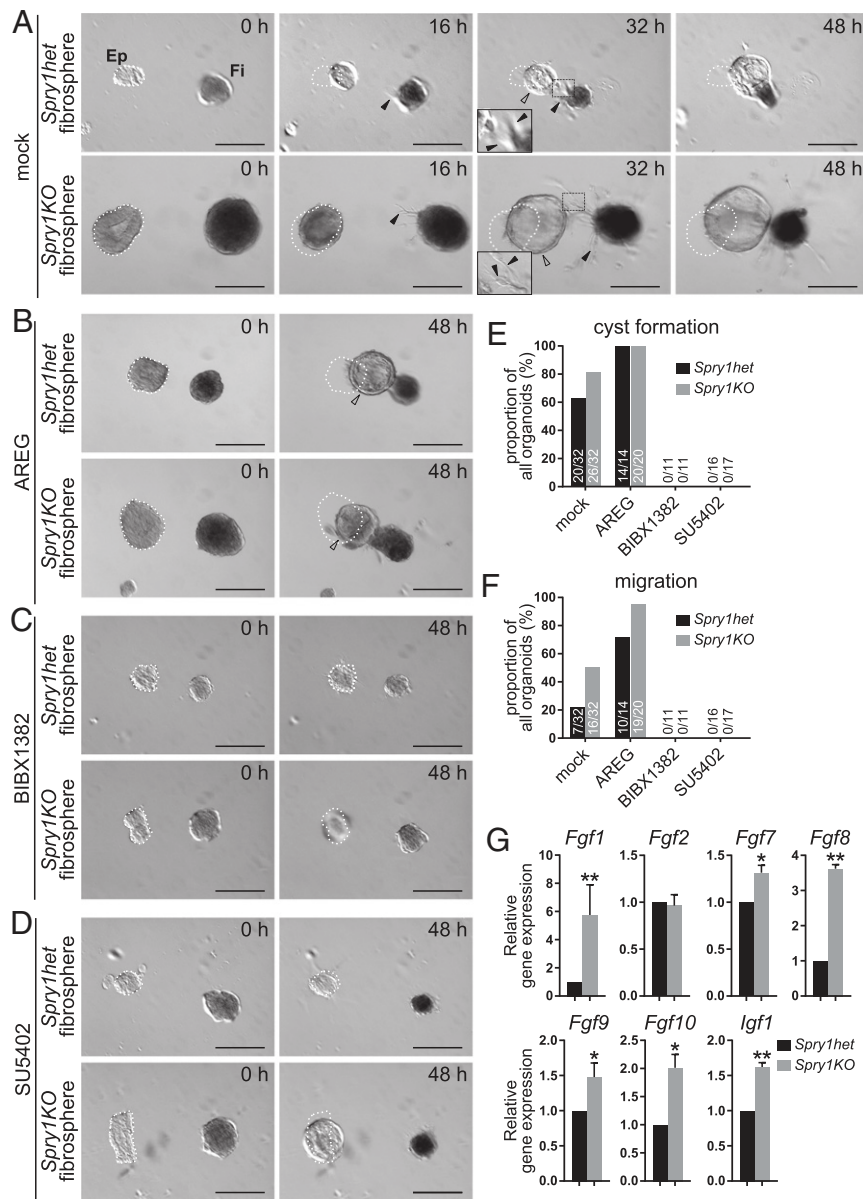 A
mock
Spry1het
fibrosphere
Ep
Fi
0 h
16 h
32 h
48 h
Spry1KO
fibrosphere
0 h
16 h
32 h
48 h
B
AREG
Spry1het
fibrosphere
0 h
48 h
Spry1KO
fibrosphere
0 h
48 h
C
BIBX1382
Spry1het
fibrosphere
0 h
48 h
Spry1KO
fibrosphere
0 h
48 h
D
SU5402
Spry1het
fibrosphere
0 h
48 h
Spry1KO
fibrosphere
0 h
48 h
E
cyst formation
proportion of
all organoids (%)
100
80
60
40
20
0
Spry1het
Spry1KO
20/32
26/32
14/14
20/20
0/11
0/11
0/16
0/17
mock
AREG
BIBX1382
SU5402
F
migration
proportion of
all organoids (%)
100
80
60
40
20
0
Spry1het
Spry1KO
7/32
16/32
10/14
19/20
0/11
0/11
0/16
0/17
mock
AREG
BIBX1382
SU5402
G
Relative
gene expression
Fgf1
10
8
6
4
2
0
**
Fgf2
1.5
1.0
0.5
0.0
Fgf7
1.5
1.0
0.5
0.0
*
Fgf8
4
3
2
1
0
**
Relative
gene expression
Fgf9
2.0
1.5
1.0
0.5
0.0
*
Fgf10
2.5
2.0
1.5
1.0
0.5
0.0
*
Igf1
2.0
1.5
1.0
0.5
0.0
**
Spry1het
Spry1KO